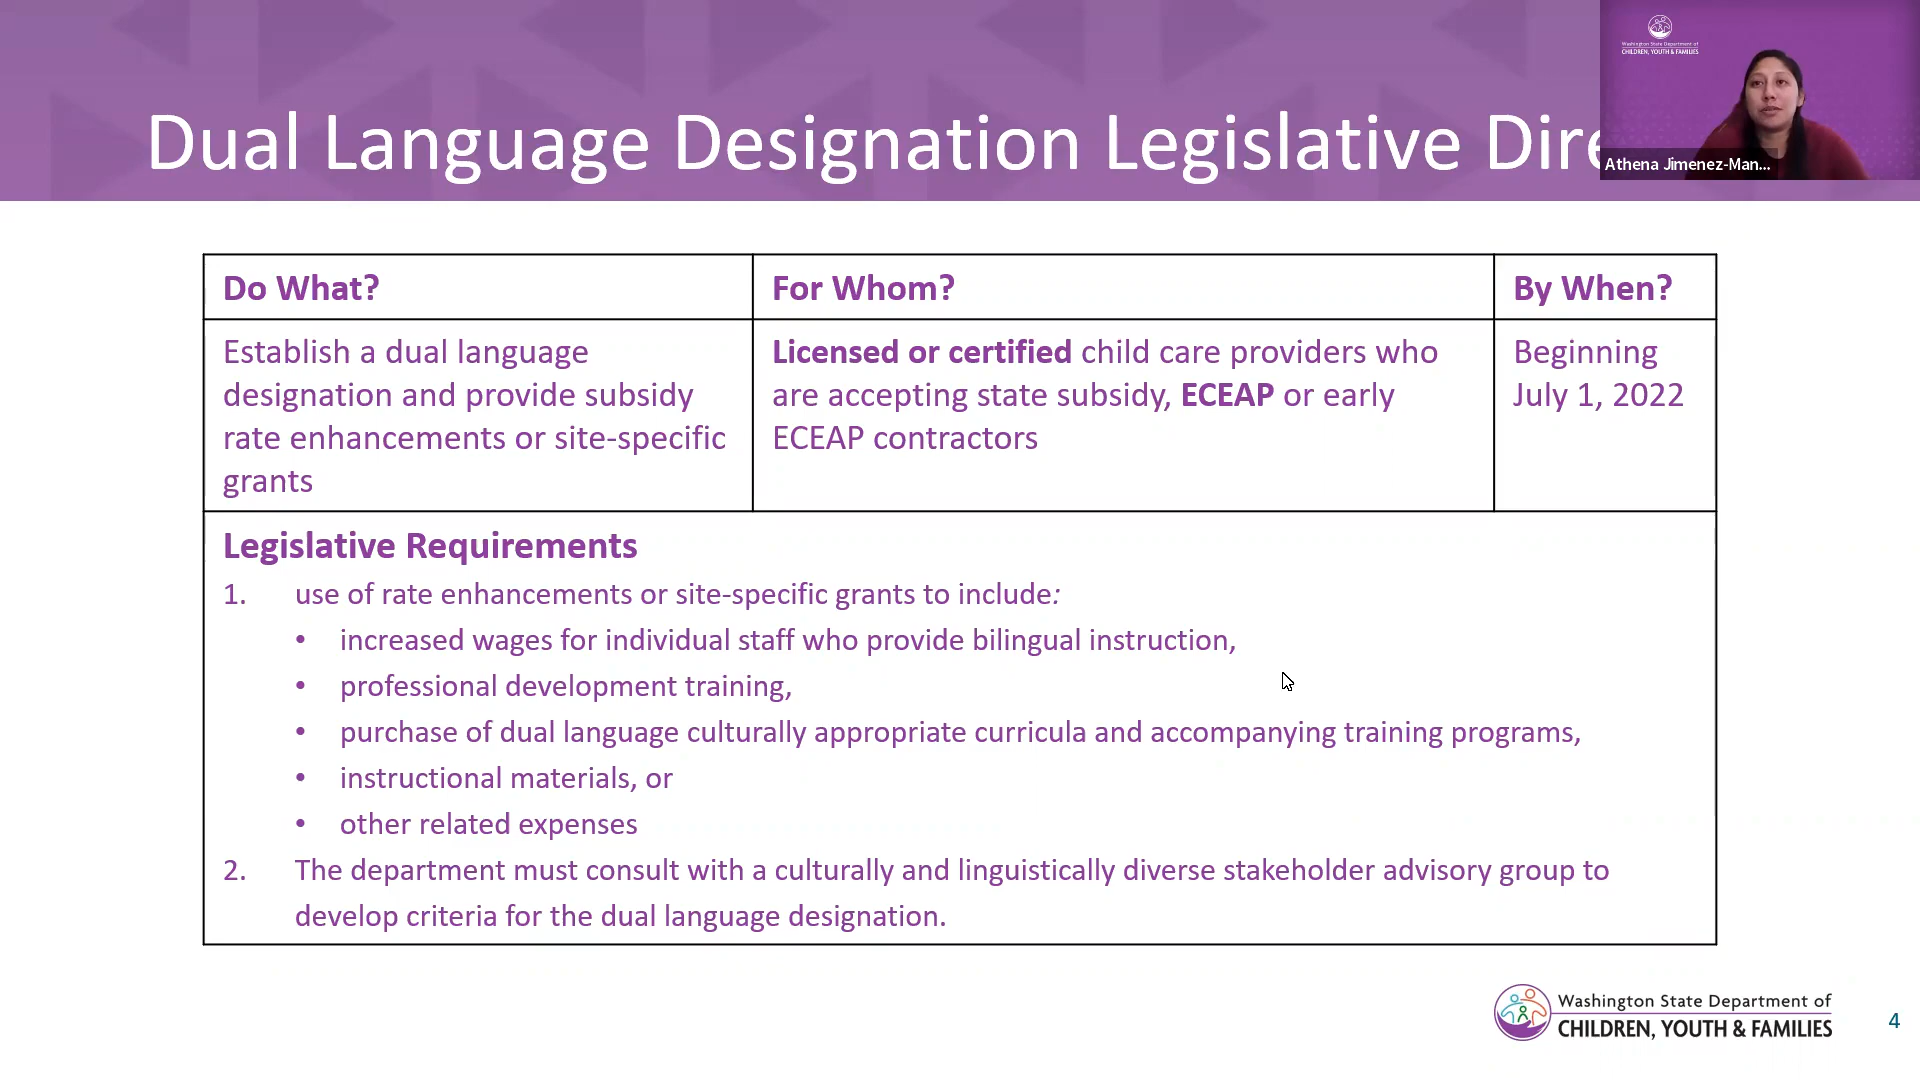 Washington State Department of
CHILDREN, YOUTH & FAMILIES
Dual Language Designation Legislative Dire
Athena Jimenez-Man...
Do What?
For Whom?
By When?
Establish a dual language
designation and provide subsidy
rate enhancements or site-specific
grants
Licensed or certified child care providers who
are accepting state subsidy, ECEAP or early
ECEAP contractors
Beginning
July 1, 2022
Legislative Requirements
1. use of rate enhancements or site-specific grants to include:
• increased wages for individual staff who provide bilingual instruction,
• professional development training,
• purchase of dual language culturally appropriate curricula and accompanying training programs,
• instructional materials, or
• other related expenses
2. The department must consult with a culturally and linguistically diverse stakeholder advisory group to
develop criteria for the dual language designation.
Washington State Department of
CHILDREN, YOUTH & FAMILIES
4